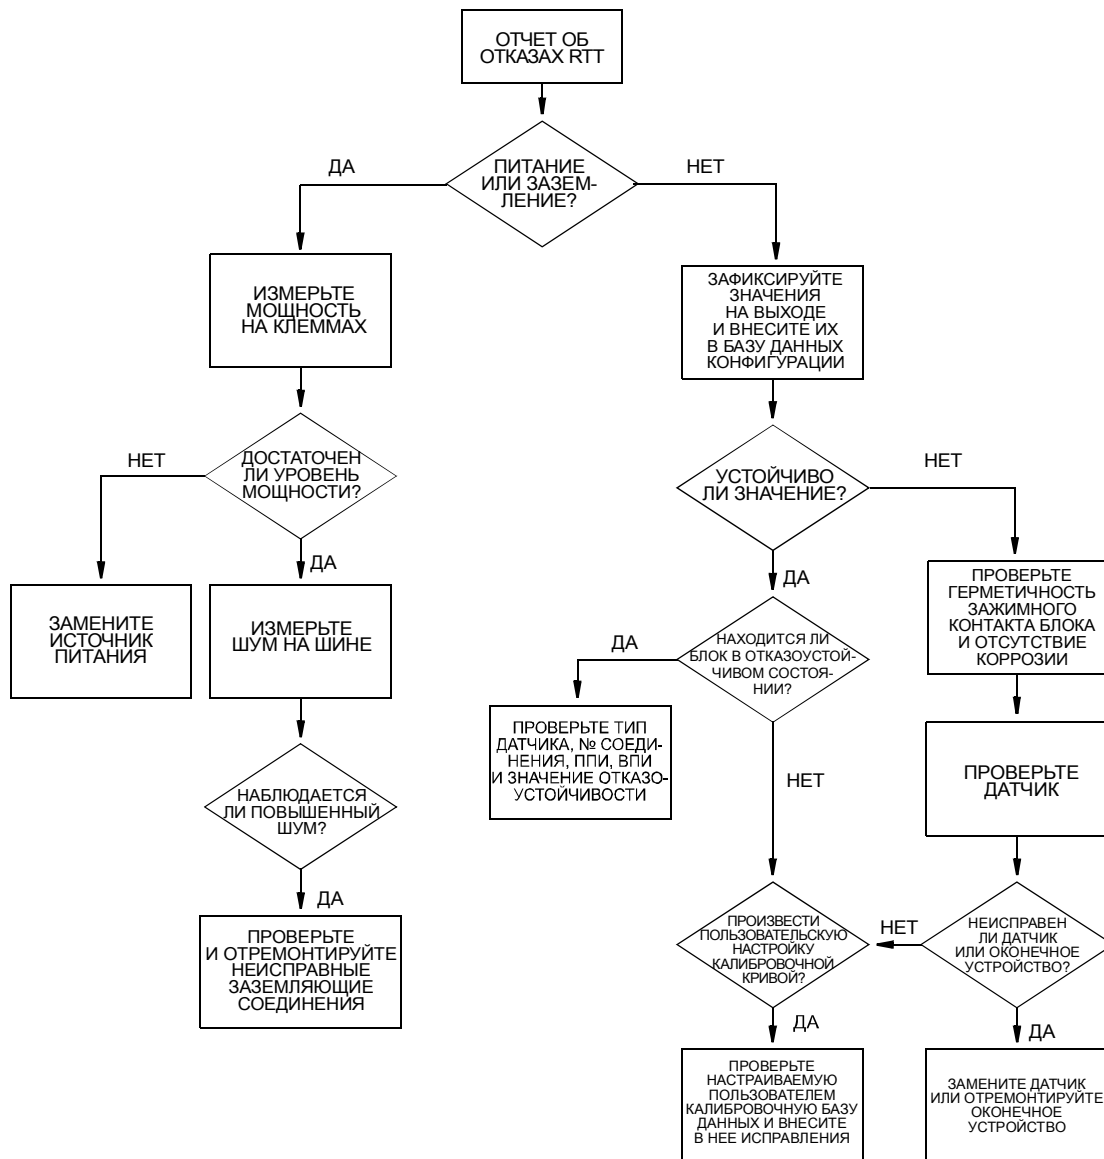 ОТЧЕТ ОБ
ОТКАЗАХ RTT
ДА
ПИТАНИЕ
ИЛИ ЗАЗЕМ-
ЛЕНИЕ?
НЕТ
ИЗМЕРЬТЕ
МОЩНОСТЬ
НА КЛЕММАХ
ЗАФИКСИРУЙТЕ
ЗНАЧЕНИЯ
НА ВЫХОДЕ
И ВНЕСИТЕ ИХ
В БАЗУ ДАННЫХ
КОНФИГУРАЦИИ
НЕТ
ДОСТАТОЧЕН
ЛИ УРОВЕНЬ
МОЩНОСТИ?
УСТОЙЧИВО
ЛИ ЗНАЧЕНИЕ?
НЕТ
ДА
ДА
ЗАМЕНИТЕ
ИСТОЧНИК
ПИТАНИЯ
ИЗМЕРЬТЕ
ШУМ НА ШИНЕ
ДА
НАХОДИТСЯ ЛИ
БЛОК В ОТКАЗОУСТОЙ-
ЧИВОМ СОСТОЯ-
НИИ?
ПРОВЕРЬТЕ
ГЕРМЕТИЧНОСТЬ
ЗАЖИМНОГО
КОНТАКТА БЛОКА
И ОТСУТСТВИЕ
КОРРОЗИИ
ПРОВЕРЬТЕ ТИП
ДАТЧИКА, № СОЕДИ-
НЕНИЯ, ППИ, ВПИ
И ЗНАЧЕНИЕ ОТКАЗО-
УСТОЙЧИВОСТИ
НЕТ
ПРОВЕРЬТЕ
ДАТЧИК
НАБЛЮДАЕТСЯ
ЛИ ПОВЫШЕННЫЙ
ШУМ?
ДА
ПРОВЕРЬТЕ
И ОТРЕМОНТИРУЙТЕ
НЕИСПРАВНЫЕ
ЗАЗЕМЛЯЮЩИЕ
СОЕДИНЕНИЯ
ПРОИЗВЕСТИ
ПОЛЬЗОВАТЕЛЬСКУЮ
НАСТРОЙКУ
КАЛИБРОВОЧНОЙ
КРИВОЙ?
НЕТ
НЕИСПРАВЕН
ЛИ ДАТЧИК
ИЛИ ОКОНЕЧНОЕ
УСТРОЙСТВО?
ДА
ДА
ПРОВЕРЬТЕ
НАСТРАИВАЕМУЮ
ПОЛЬЗОВАТЕЛЕМ
КАЛИБРОВОЧНУЮ БАЗУ
ДАННЫХ И ВНЕСИТЕ
В НЕЕ ИСПРАВЛЕНИЯ
ЗАМЕНИТЕ ДАТЧИК
ИЛИ ОТРЕМОНТИРУЙТЕ
ОКОНЕЧНОЕ
УСТРОЙСТВО